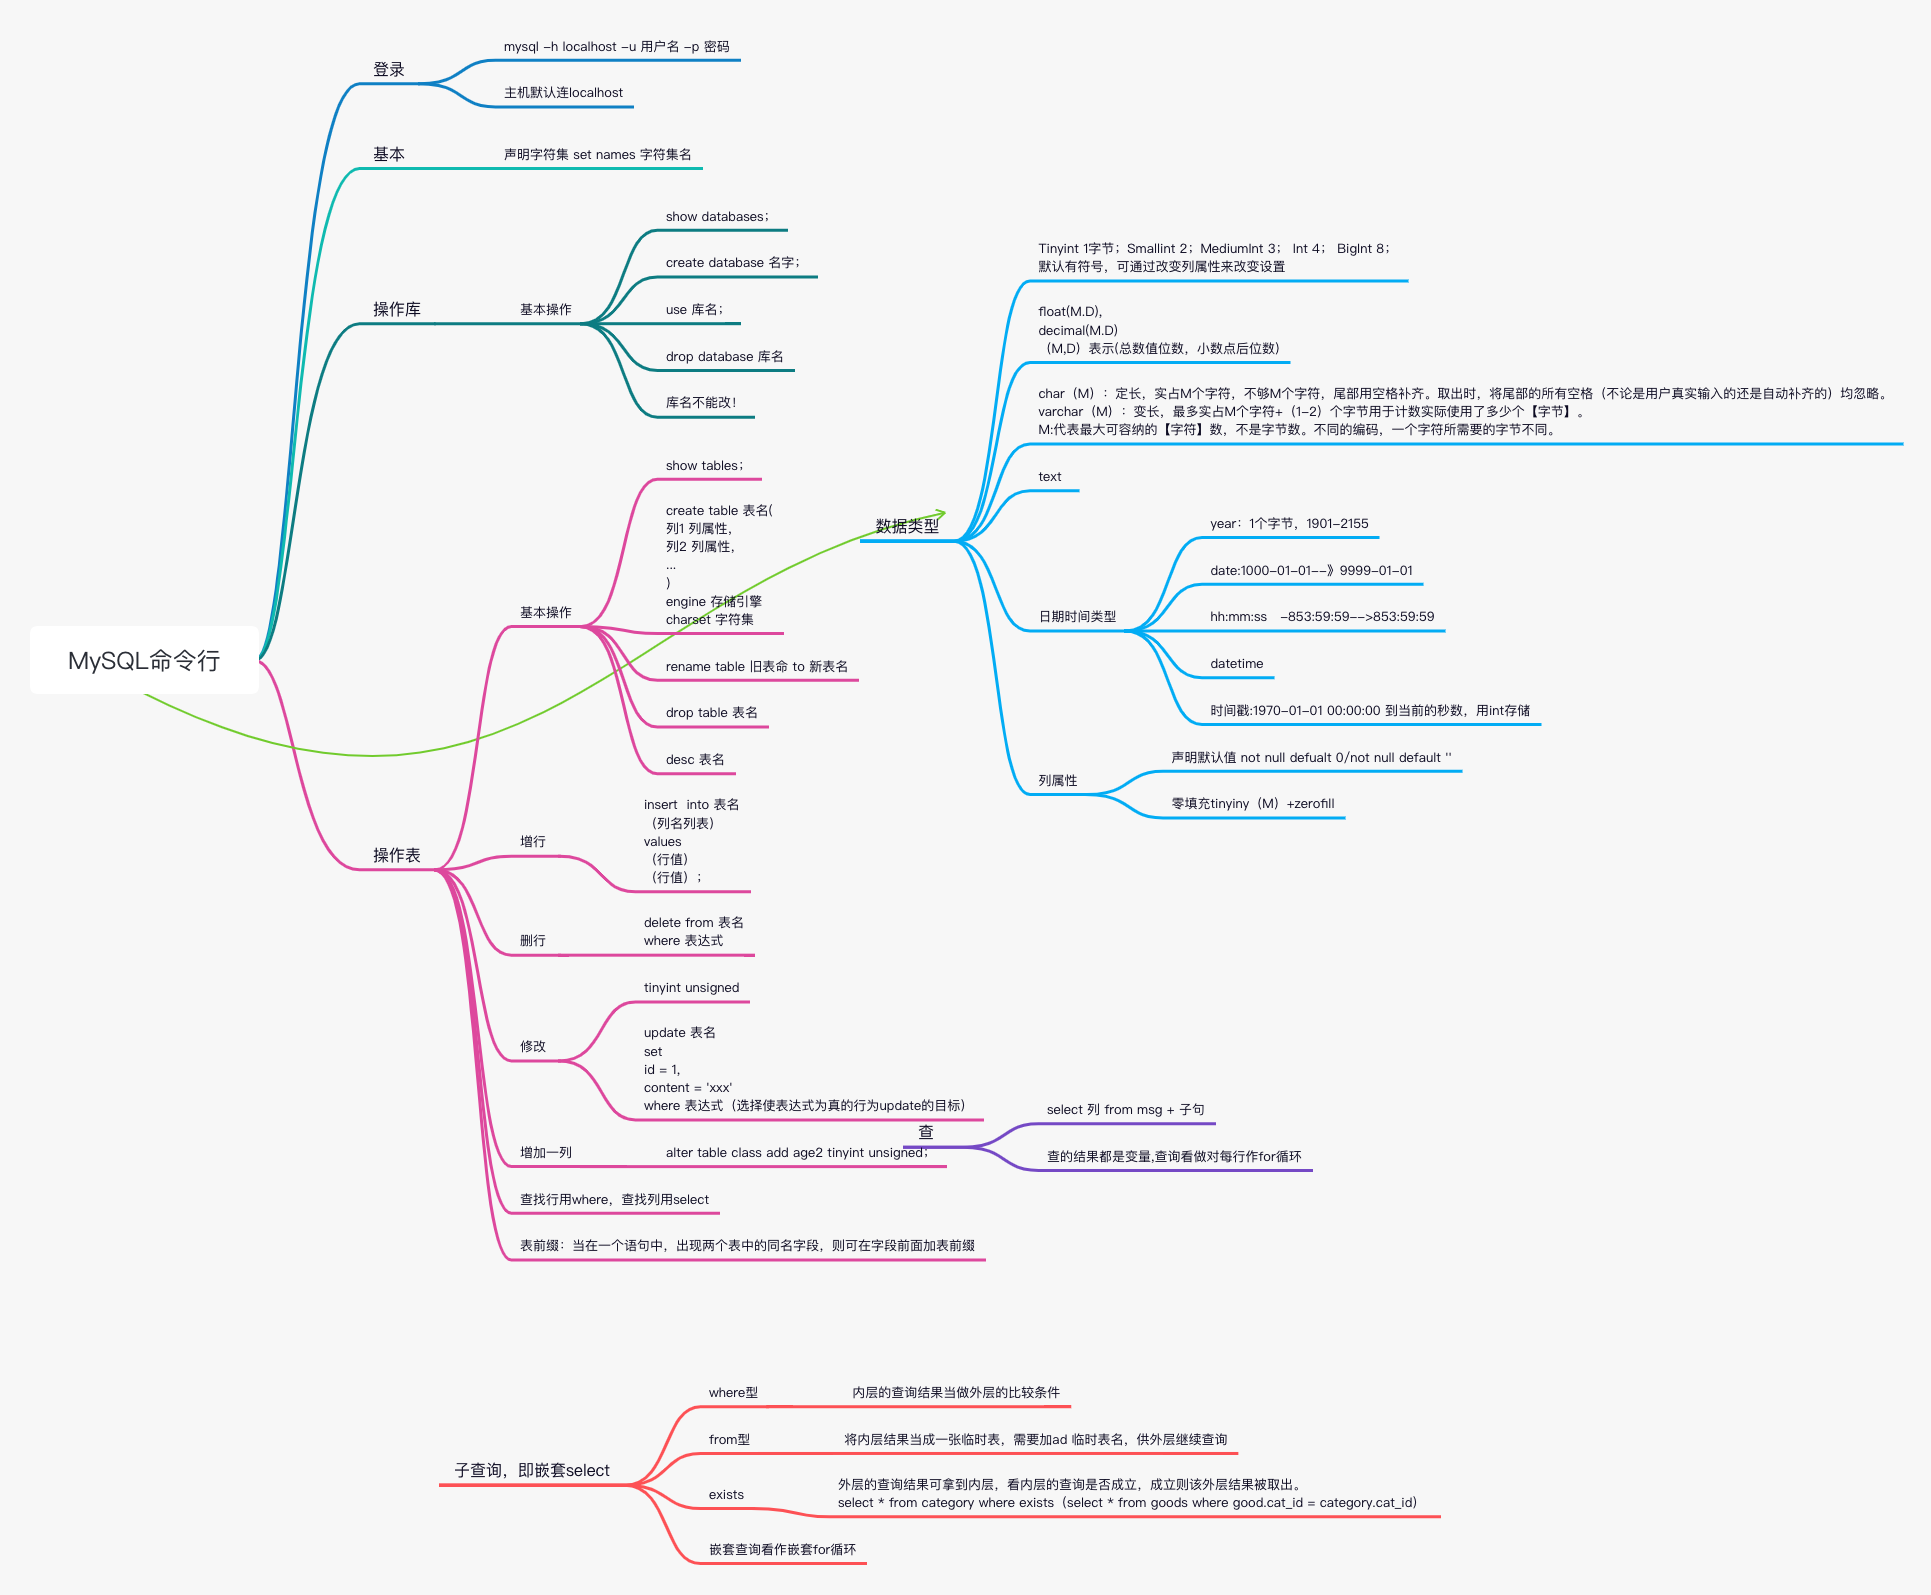 MySQL命令行
登录
mysql -h localhost -u 用户名 -p 密码
主机默认连localhost
基本
声明字符集 set names 字符集名
操作库
基本操作
show databases；
create database 名字；
use 库名；
drop database 库名
库名不能改！
操作表
基本操作
show tables；
create table 表名(
列1 列属性，
列2 列属性，
...
)
engine 存储引擎
charset 字符集
rename table 旧表命 to 新表名
drop table 表名
desc 表名
增行
insert  into 表名
（列名列表）
values
（行值）
（行值）；
删行
delete from 表名
where 表达式
修改
tinyint unsigned
update 表名
set
id = 1,
content = 'xxx'
where 表达式（选择使表达式为真的行为update的目标）
增加一列
alter table class add age2 tinyint unsigned；
查找行用where，查找列用select
表前缀：当在一个语句中，出现两个表中的同名字段，则可在字段前面加表前缀
数据类型
Tinyint 1字节；Smallint 2；MediumInt 3； Int 4； BigInt 8；
默认有符号，可通过改变列属性来改变设置
float(M.D),
decimal(M.D)
（M,D）表示(总数值位数，小数点后位数)
char（M）：定长，实占M个字符，不够M个字符，尾部用空格补齐。取出时，将尾部的所有空格（不论是用户真实输入的还是自动补齐的）均忽略。
varchar（M）：变长，最多实占M个字符+（1-2）个字节用于计数实际使用了多少个【字节】。
M:代表最大可容纳的【字符】数，不是字节数。不同的编码，一个字符所需要的字节不同。
text
日期时间类型
year：1个字节，1901-2155
date:1000-01-01--》9999-01-01
hh:mm:ss   -853:59:59-->853:59:59
datetime
时间戳:1970-01-01 00:00:00 到当前的秒数，用int存储
列属性
声明默认值 not null defualt 0/not null default ''
零填充tinyiny（M）+zerofill
查
select 列 from msg + 子句
查的结果都是变量,查询看做对每行作for循环
子查询，即嵌套select
where型
内层的查询结果当做外层的比较条件
from型
将内层结果当成一张临时表，需要加ad 临时表名，供外层继续查询
exists
外层的查询结果可拿到内层，看内层的查询是否成立，成立则该外层结果被取出。
select * from category where exists（select * from goods where good.cat_id = category.cat_id）
嵌套查询看作嵌套for循环